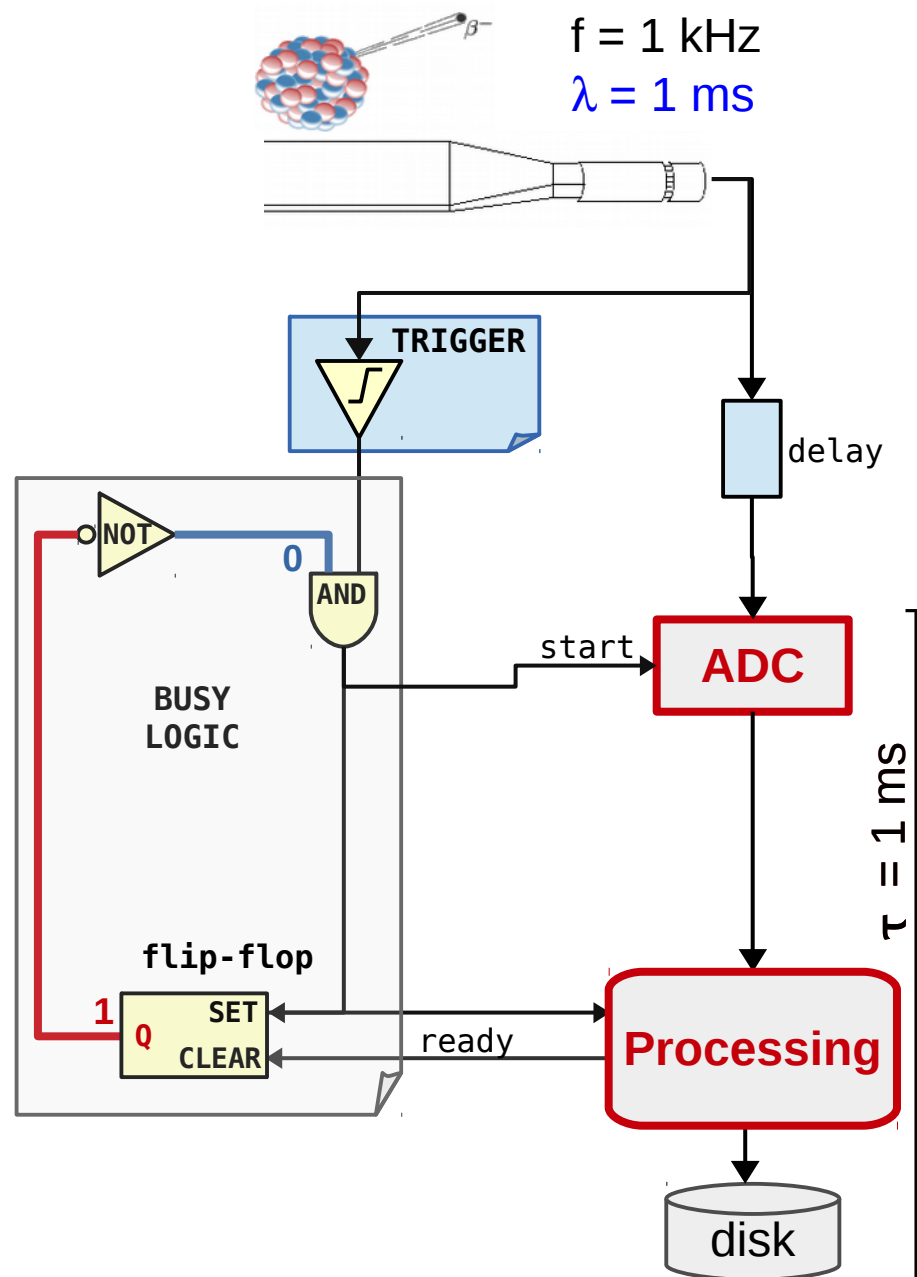 β⁻
f = 1 kHz
λ = 1 ms
TRIGGER
delay
NOT
0
AND
start
ADC
BUSY
LOGIC
τ = 1 ms
flip-flop
1
Q
SET
CLEAR
ready
Processing
disk